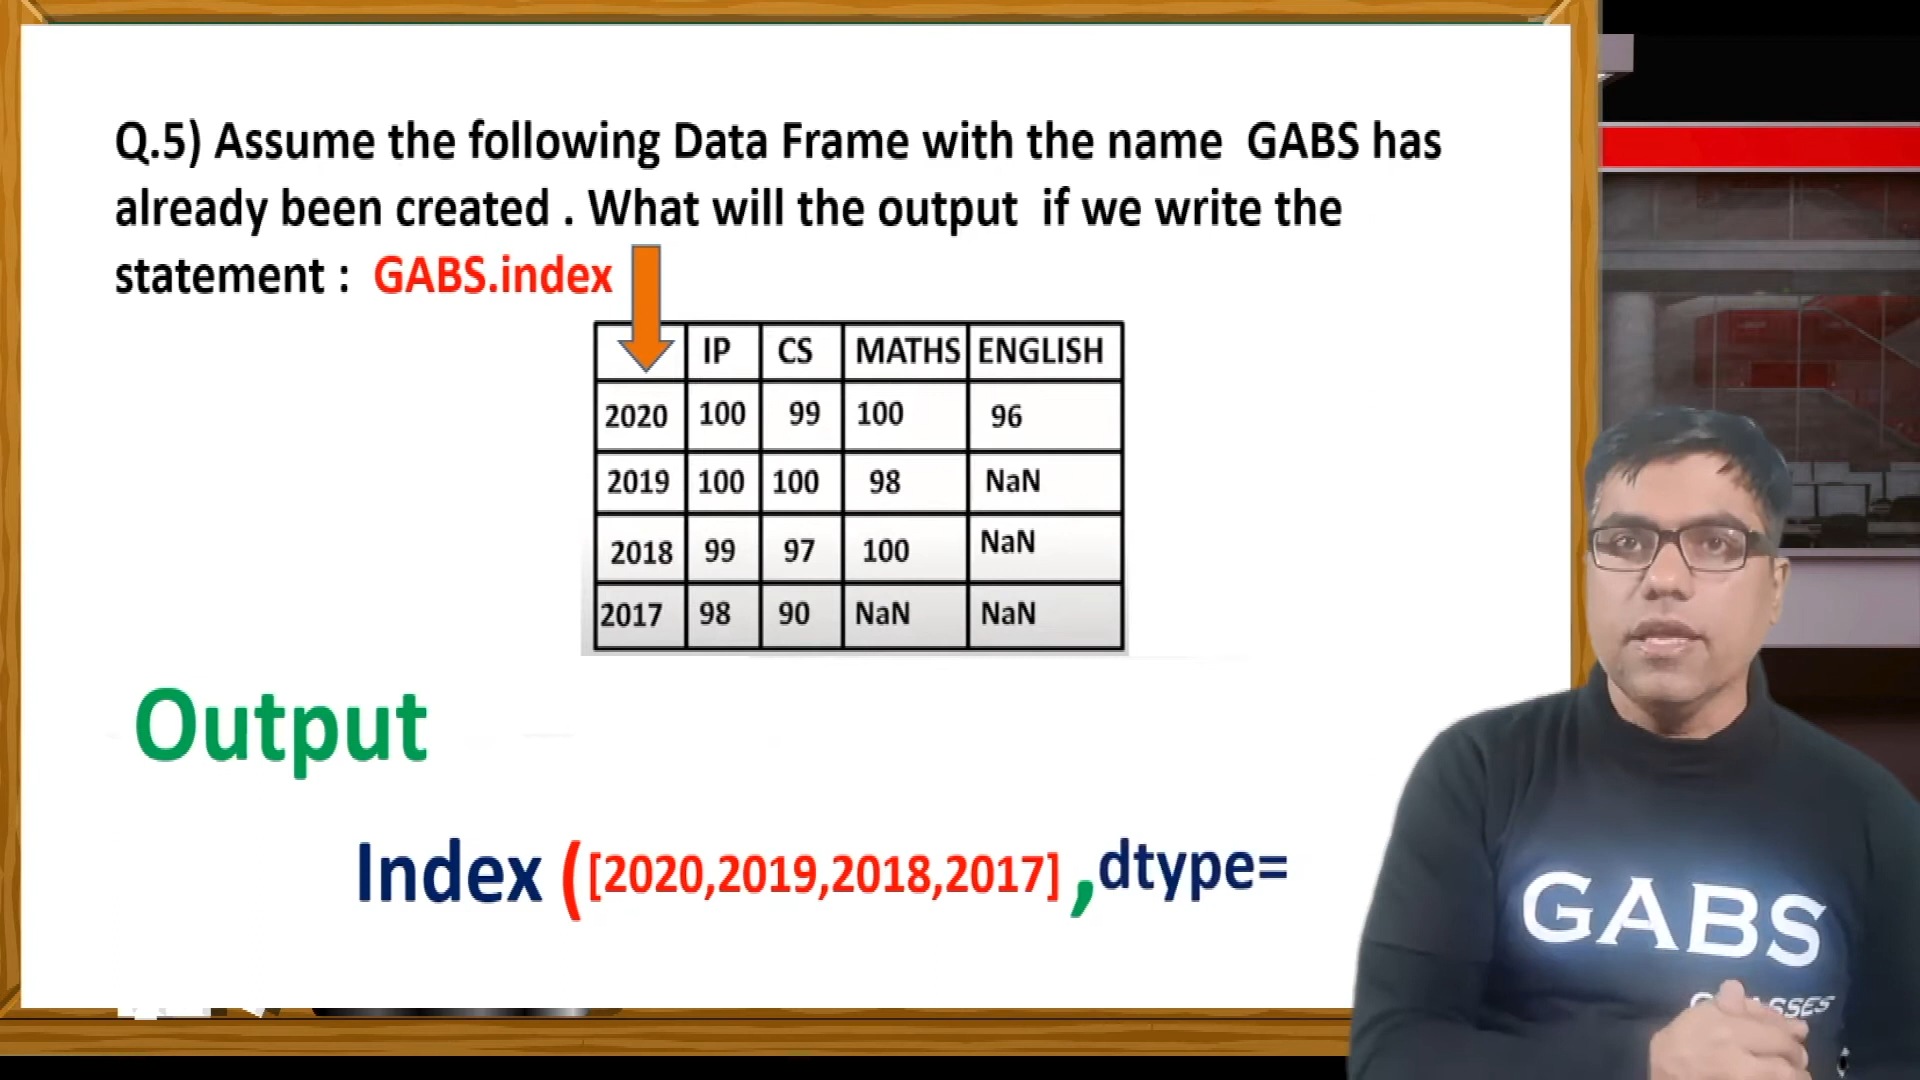 Q.5) Assume the following Data Frame with the name GABS has
already been created . What will the output if we write the
statement : GABS.index
IP CS MATHS ENGLISH
2020 100 99 100 96
2019 100 100 98 NaN
2018 99 97 100 NaN
2017 98 90 NaN NaN
Output
Index ([2020,2019,2018,2017] ,dtype=
GABS